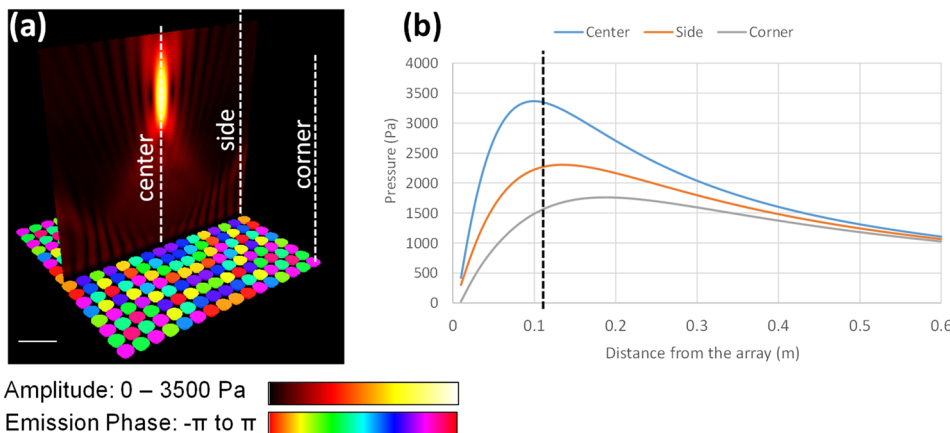 (a)
center
side
corner
Amplitude: 0 – 3500 Pa
Emission Phase: -π to π
(b)
Center Side Corner
Pressure (Pa)
4000
3500
3000
2500
2000
1500
1000
500
0
0 0.1 0.2 0.3 0.4 0.5 0.6
Distance from the array (m)